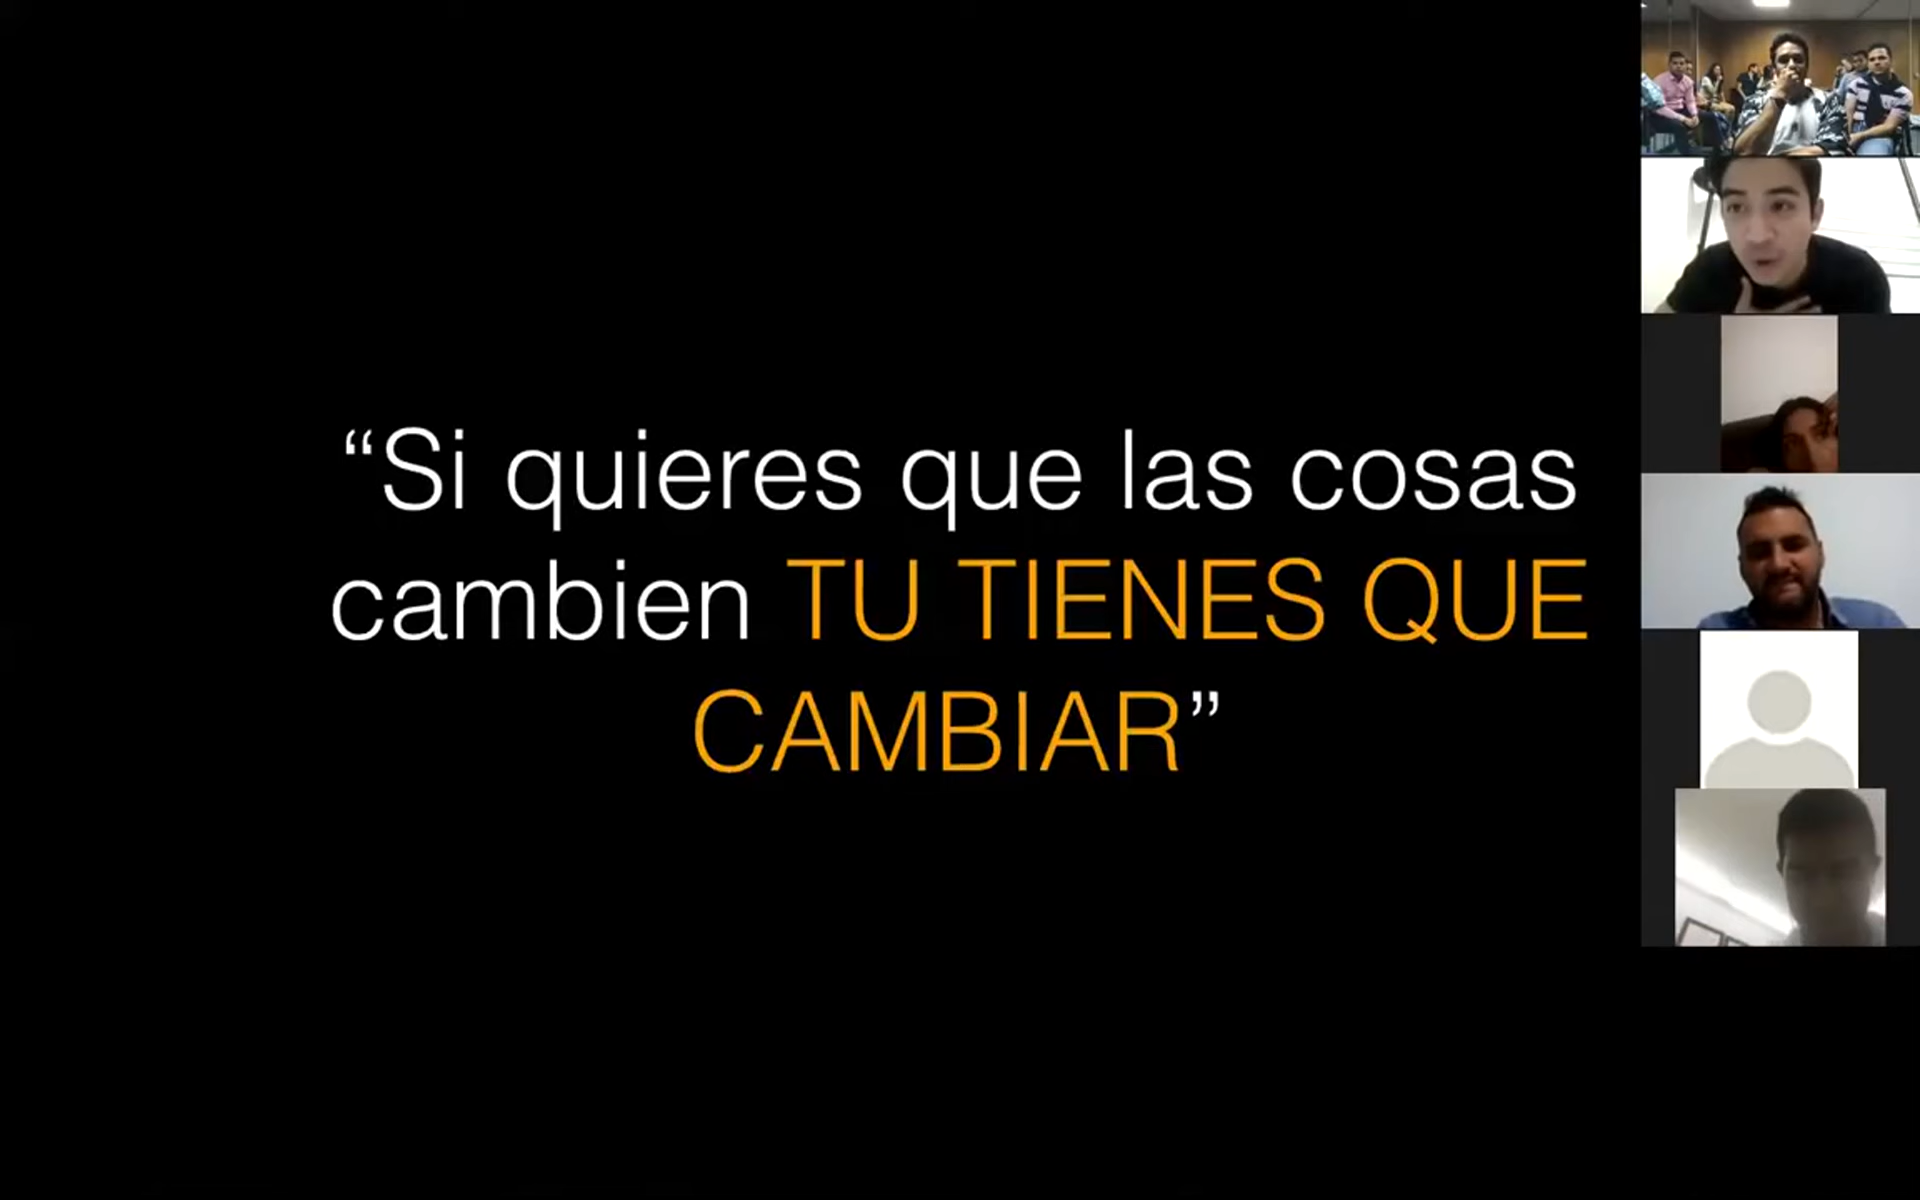 “Si quieres que las cosas
cambien TU TIENES QUE
CAMBIAR”